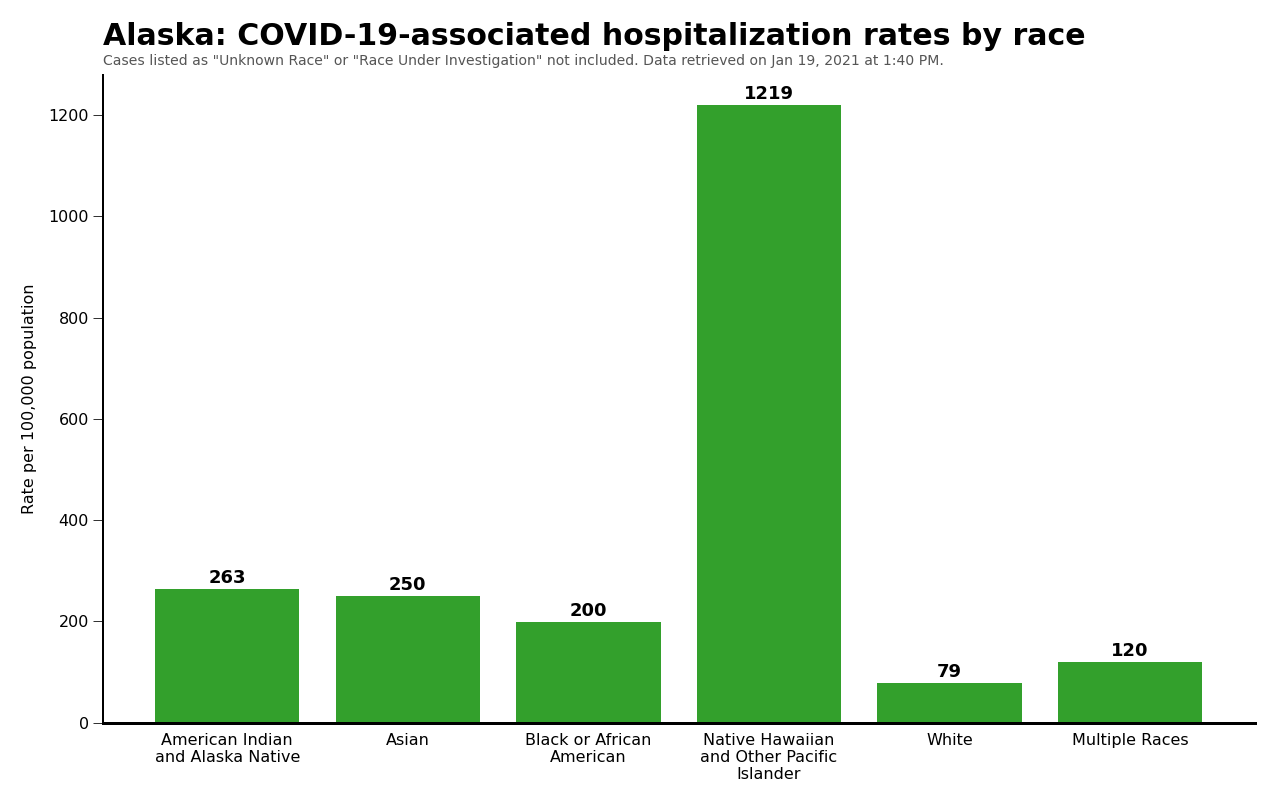 Alaska: COVID-19-associated hospitalization rates by race
Cases listed as "Unknown Race" or "Race Under Investigation" not included. Data retrieved on Jan 19, 2021 at 1:40 PM.
Rate per 100,000 population
1200
1000
800
600
400
200
0
263
250
200
1219
79
120
American Indian
and Alaska Native
Asian
Black or African
American
Native Hawaiian
and Other Pacific
Islander
White
Multiple Races